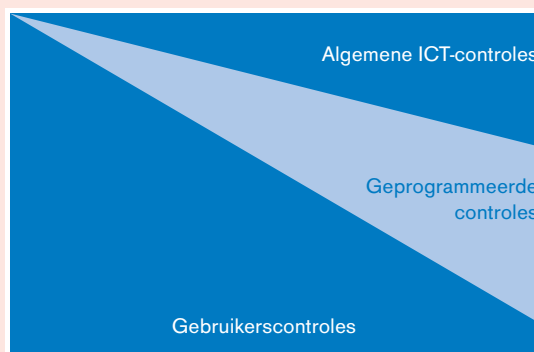 Algemene ICT-controles
Geprogrammeerde
controles
Gebruikerscontroles